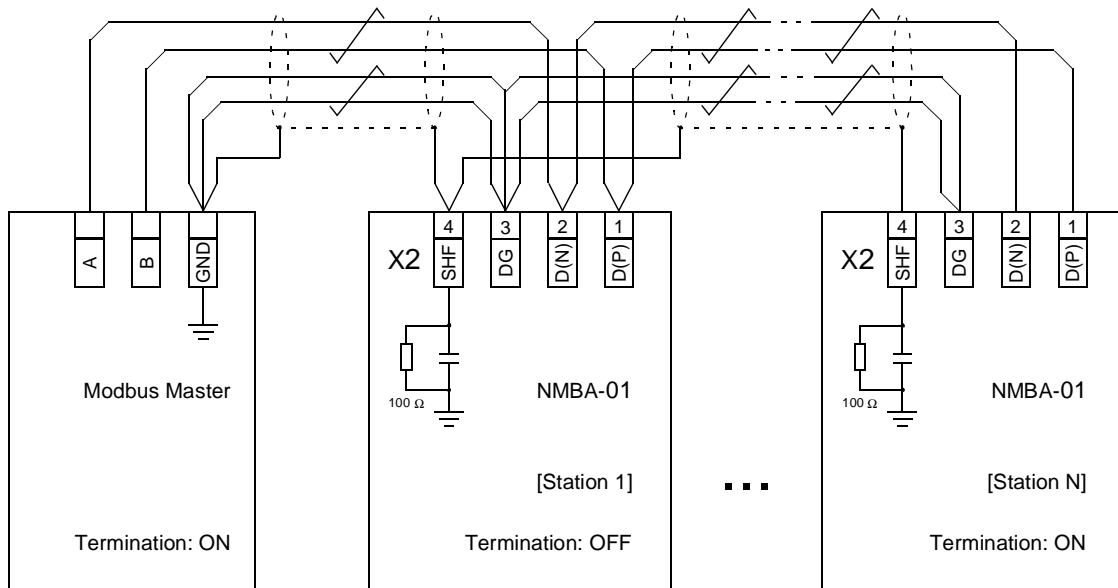 A
B
GND
Modbus Master
Termination: ON
X2
4
3
2
1
SHF
DG
D(N)
D(P)
100 Ω
NMBA-01
[Station 1]
Termination: OFF
...
X2
4
3
2
1
SHF
DG
D(N)
D(P)
100 Ω
NMBA-01
[Station N]
Termination: ON